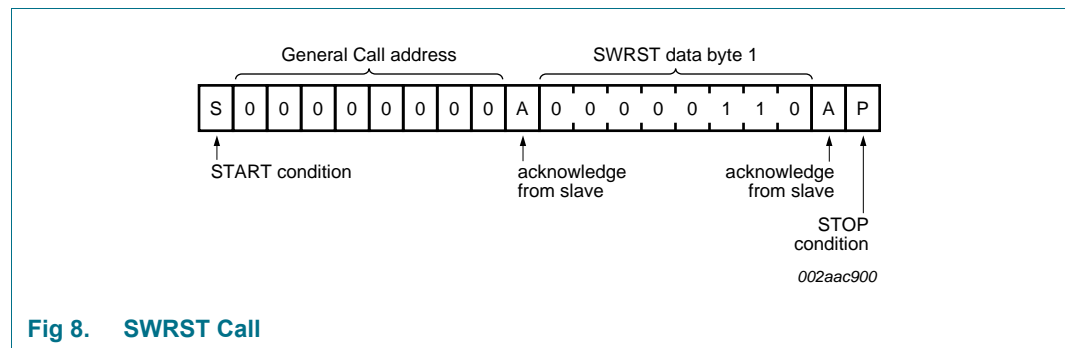 General Call address SWRST data byte 1
S 0 0 0 0 0 0 0 0 A 0 0 0 0 0 1 1 0 A P
START condition acknowledge acknowledge
from slave from slave
STOP
condition
002aac900
Fig 8. SWRST Call